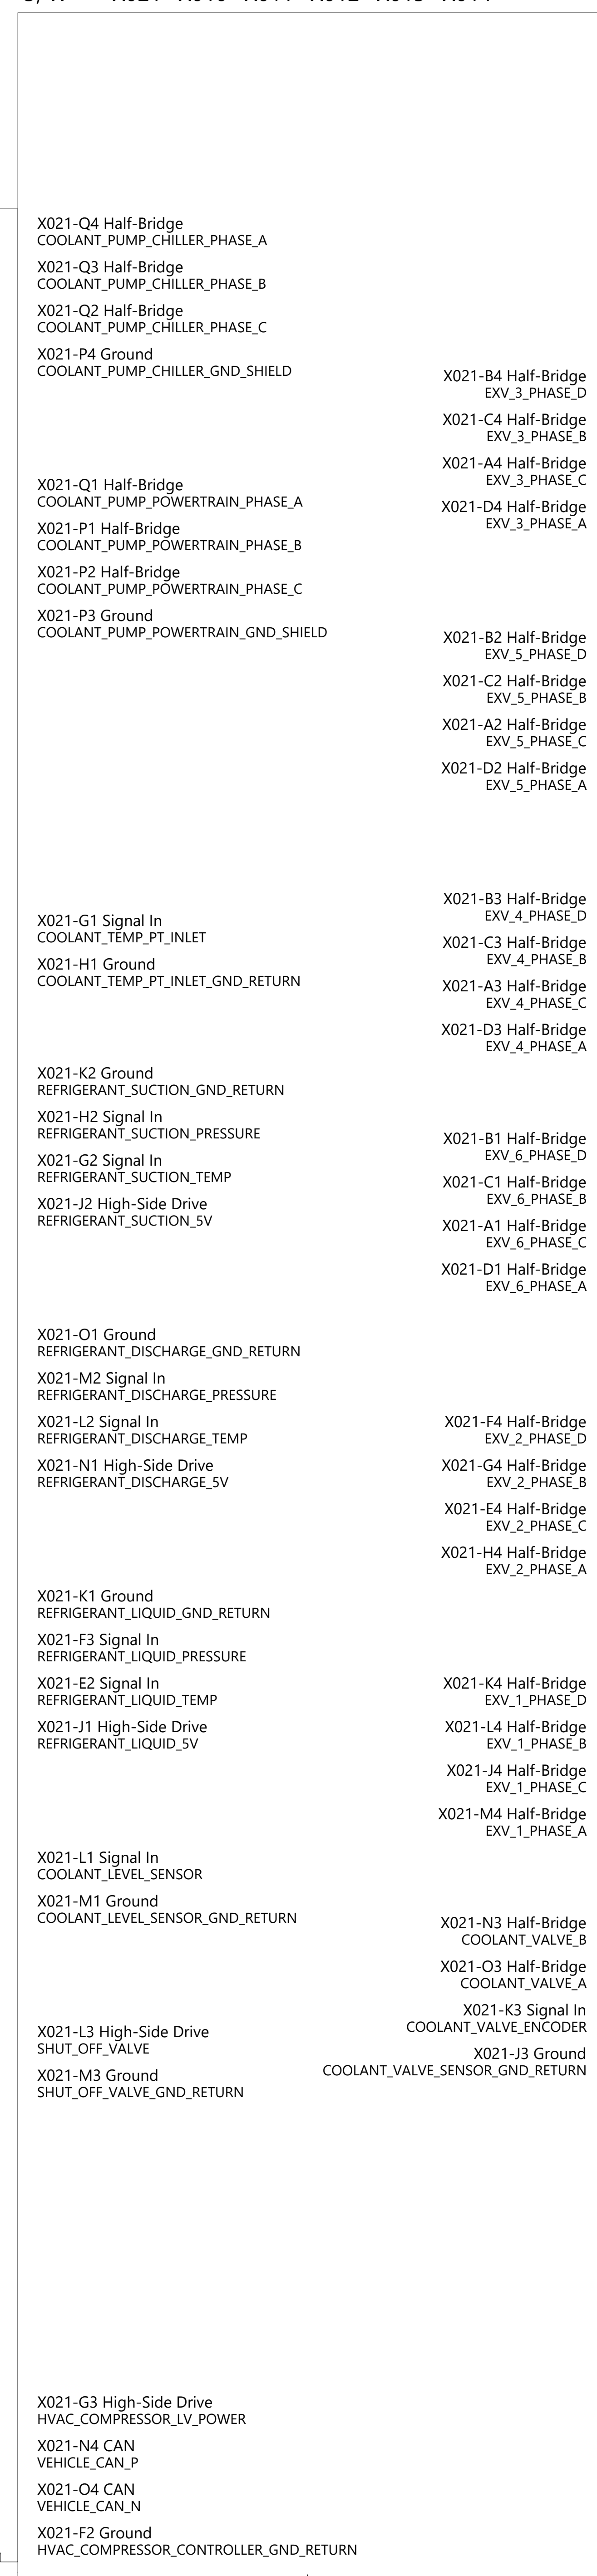 X021-Q4 Half-Bridge
COOLANT_PUMP_CHILLER_PHASE_A
X021-Q3 Half-Bridge
COOLANT_PUMP_CHILLER_PHASE_B
X021-Q2 Half-Bridge
COOLANT_PUMP_CHILLER_PHASE_C
X021-P4 Ground
COOLANT_PUMP_CHILLER_GND_SHIELD
X021-Q1 Half-Bridge
COOLANT_PUMP_POWERTRAIN_PHASE_A
X021-P1 Half-Bridge
COOLANT_PUMP_POWERTRAIN_PHASE_B
X021-P2 Half-Bridge
COOLANT_PUMP_POWERTRAIN_PHASE_C
X021-P3 Ground
COOLANT_PUMP_POWERTRAIN_GND_SHIELD
X021-G1 Signal In
COOLANT_TEMP_PT_INLET
X021-H1 Ground
COOLANT_TEMP_PT_INLET_GND_RETURN
X021-K2 Ground
REFRIGERANT_SUCTION_GND_RETURN
X021-H2 Signal In
REFRIGERANT_SUCTION_PRESSURE
X021-G2 Signal In
REFRIGERANT_SUCTION_TEMP
X021-J2 High-Side Drive
REFRIGERANT_SUCTION_5V
X021-O1 Ground
REFRIGERANT_DISCHARGE_GND_RETURN
X021-M2 Signal In
REFRIGERANT_DISCHARGE_PRESSURE
X021-L2 Signal In
REFRIGERANT_DISCHARGE_TEMP
X021-N1 High-Side Drive
REFRIGERANT_DISCHARGE_5V
X021-K1 Ground
REFRIGERANT_LIQUID_GND_RETURN
X021-F3 Signal In
REFRIGERANT_LIQUID_PRESSURE
X021-E2 Signal In
REFRIGERANT_LIQUID_TEMP
X021-J1 High-Side Drive
REFRIGERANT_LIQUID_5V
X021-L1 Signal In
COOLANT_LEVEL_SENSOR
X021-M1 Ground
COOLANT_LEVEL_SENSOR_GND_RETURN
X021-L3 High-Side Drive
SHUT_OFF_VALVE
X021-M3 Ground
SHUT_OFF_VALVE_GND_RETURN
X021-G3 High-Side Drive
HVAC_COMPRESSOR_LV_POWER
X021-N4 CAN
VEHICLE_CAN_P
X021-O4 CAN
VEHICLE_CAN_N
X021-F2 Ground
HVAC_COMPRESSOR_CONTROLLER_GND_RETURN
X021-B4 Half-Bridge
EXV_3_PHASE_D
X021-C4 Half-Bridge
EXV_3_PHASE_B
X021-A4 Half-Bridge
EXV_3_PHASE_C
X021-D4 Half-Bridge
EXV_3_PHASE_A
X021-B2 Half-Bridge
EXV_5_PHASE_D
X021-C2 Half-Bridge
EXV_5_PHASE_B
X021-A2 Half-Bridge
EXV_5_PHASE_C
X021-D2 Half-Bridge
EXV_5_PHASE_A
X021-B3 Half-Bridge
EXV_4_PHASE_D
X021-C3 Half-Bridge
EXV_4_PHASE_B
X021-A3 Half-Bridge
EXV_4_PHASE_C
X021-D3 Half-Bridge
EXV_4_PHASE_A
X021-B1 Half-Bridge
EXV_6_PHASE_D
X021-C1 Half-Bridge
EXV_6_PHASE_B
X021-A1 Half-Bridge
EXV_6_PHASE_C
X021-D1 Half-Bridge
EXV_6_PHASE_A
X021-F4 Half-Bridge
EXV_2_PHASE_D
X021-G4 Half-Bridge
EXV_2_PHASE_B
X021-E4 Half-Bridge
EXV_2_PHASE_C
X021-H4 Half-Bridge
EXV_2_PHASE_A
X021-K4 Half-Bridge
EXV_1_PHASE_D
X021-L4 Half-Bridge
EXV_1_PHASE_B
X021-J4 Half-Bridge
EXV_1_PHASE_C
X021-M4 Half-Bridge
EXV_1_PHASE_A
X021-N3 Half-Bridge
COOLANT_VALVE_B
X021-O3 Half-Bridge
COOLANT_VALVE_A
X021-K3 Signal In
COOLANT_VALVE_ENCODER
X021-J3 Ground
COOLANT_VALVE_SENSOR_GND_RETURN